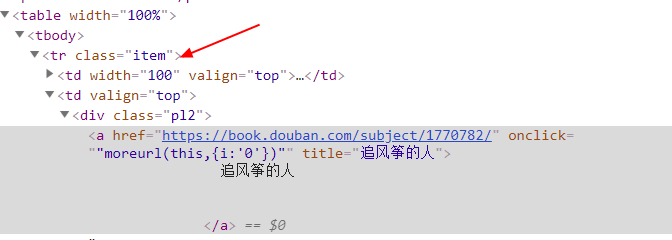 <table width="100%">
<tbody>
<tr class="item">
<td width="100" valign="top">…</td>
<td valign="top">
<div class="pl2">
<a href="https://book.douban.com/subject/1770782/" onclick=
""moreurl(this,{i:'0'})"" title="追风筝的人">
追风筝的人
</a> == $0